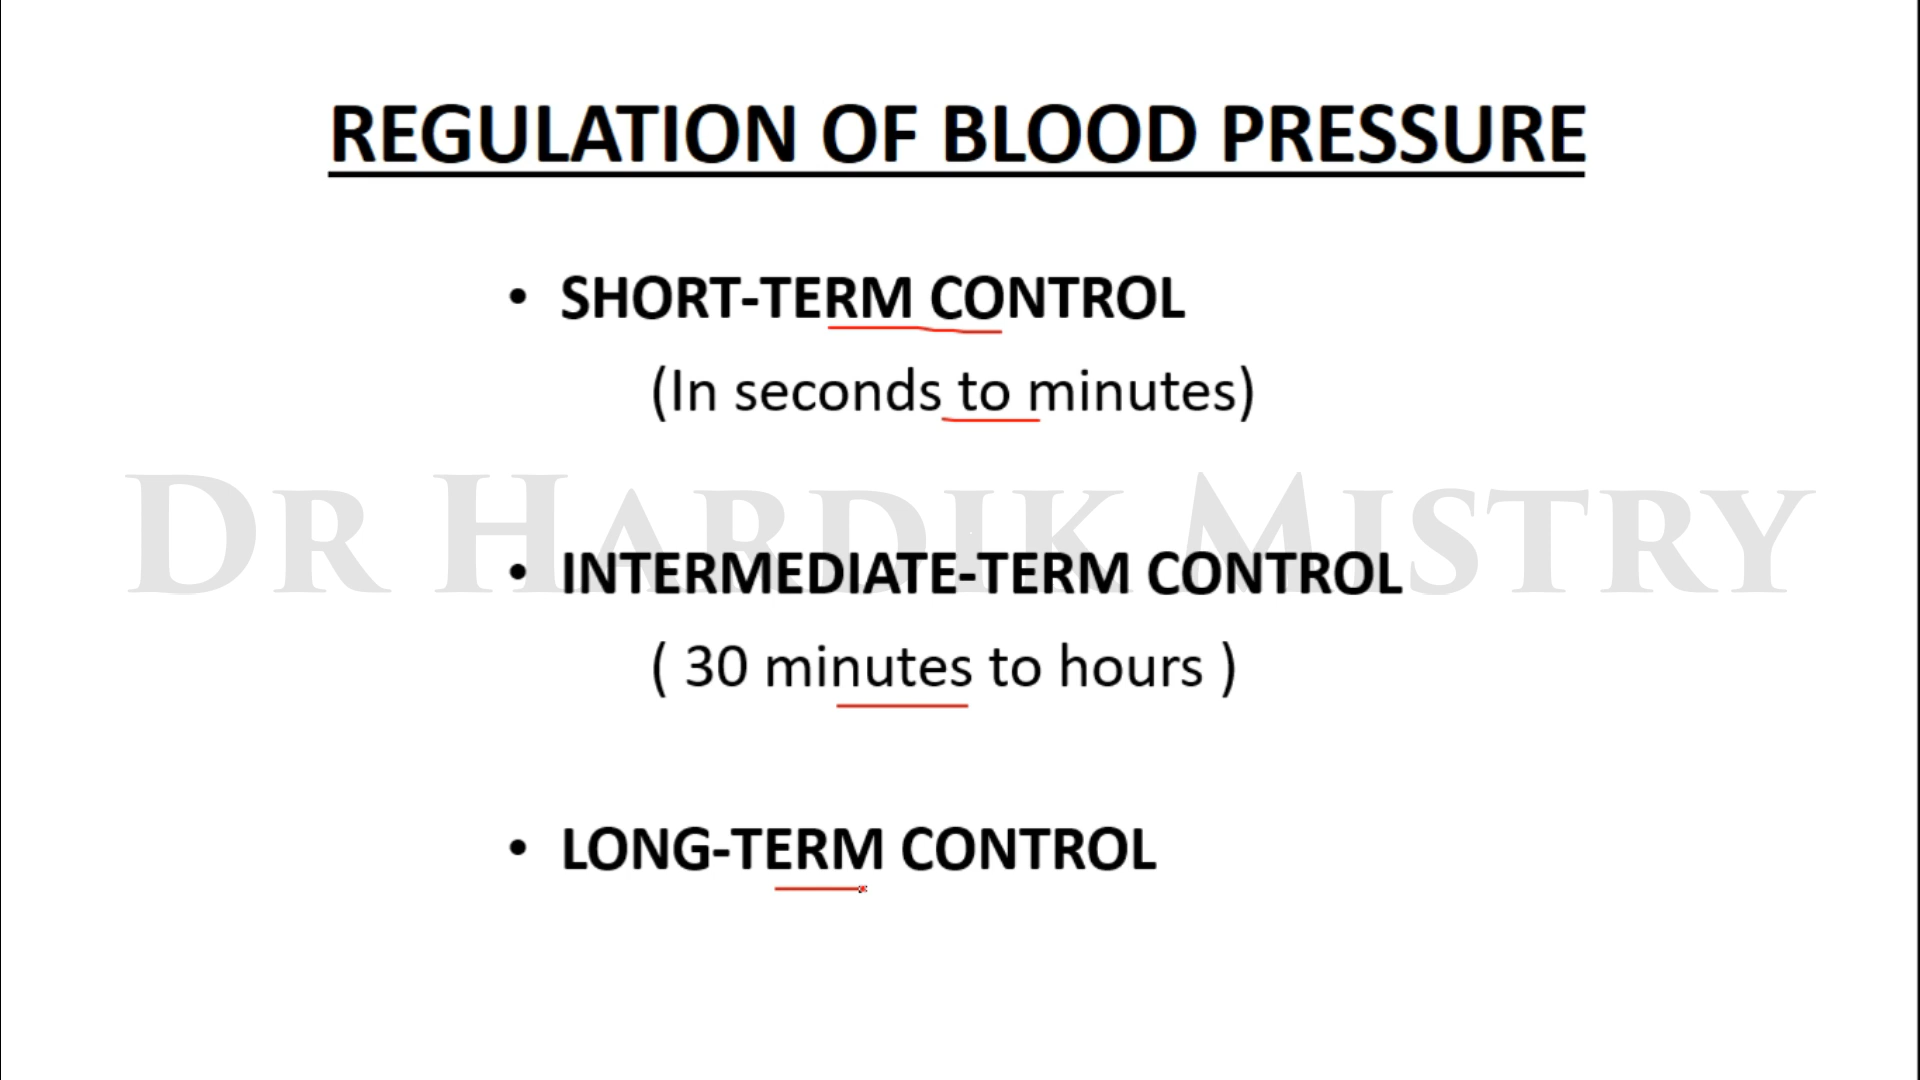 REGULATION OF BLOOD PRESSURE
• SHORT-TERM CONTROL
(In seconds to minutes)
DR HARDIK MISTRY
• INTERMEDIATE-TERM CONTROL
( 30 minutes to hours )
• LONG-TERM CONTROL